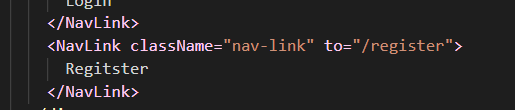 Login
</NavLink>
<NavLink className="nav-link" to="/register">
Regitster
</NavLink>